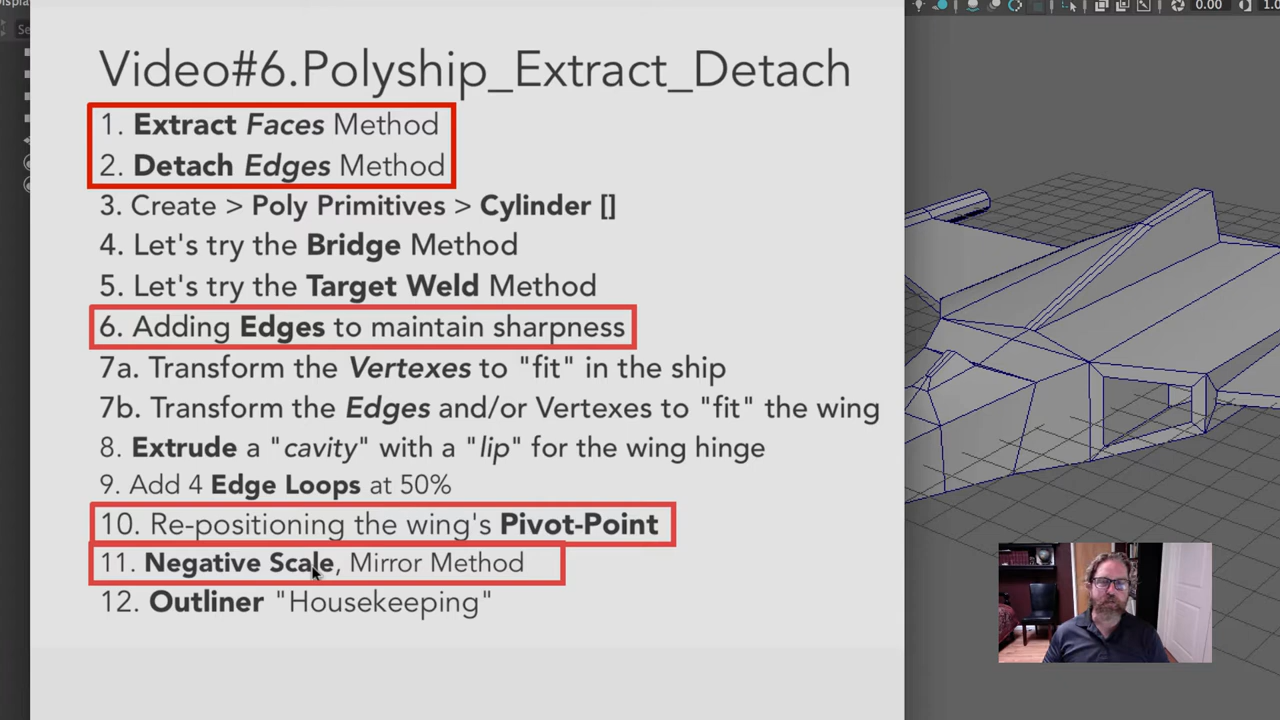 0.00
Video#6.Polyship_Extract_Detach
1. Extract Faces Method
2. Detach Edges Method
3. Create > Poly Primitives > Cylinder []
4. Let's try the Bridge Method
5. Let's try the Target Weld Method
6. Adding Edges to maintain sharpness
7a. Transform the Vertexes to "fit" in the ship
7b. Transform the Edges and/or Vertexes to "fit" the wing
8. Extrude a "cavity" with a "lip" for the wing hinge
9. Add 4 Edge Loops at 50%
10. Re-positioning the wing's Pivot-Point
11. Negative Scale, Mirror Method
12. Outliner "Housekeeping"